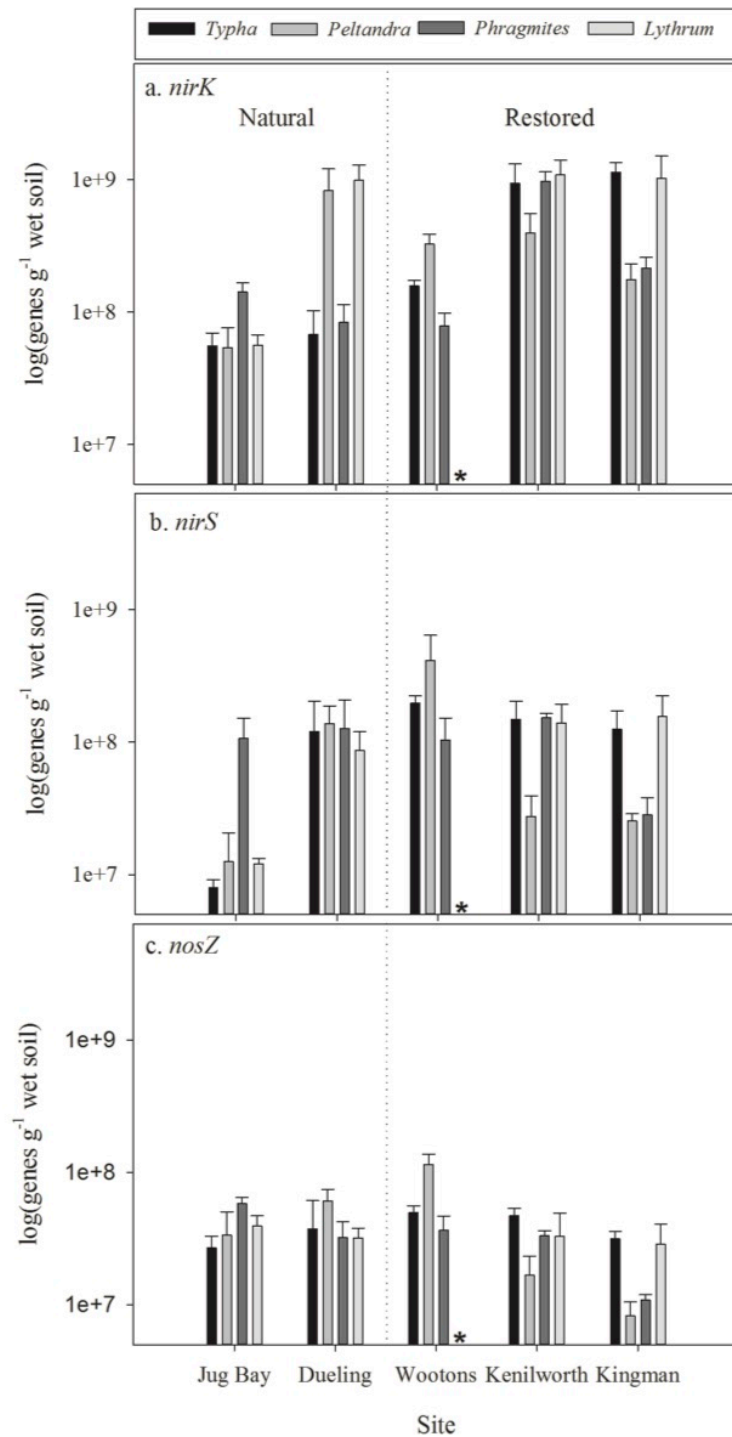 Typha Peltandra Phragmites Lythrum
a. nirK
Natural Restored
1e+9
1e+8
1e+7
log(genes g⁻¹ wet soil)
*
b. nirS
1e+9
1e+8
1e+7
log(genes g⁻¹ wet soil)
*
c. nosZ
1e+9
1e+8
1e+7
log(genes g⁻¹ wet soil)
*
Jug Bay Dueling Wootons Kenilworth Kingman
Site